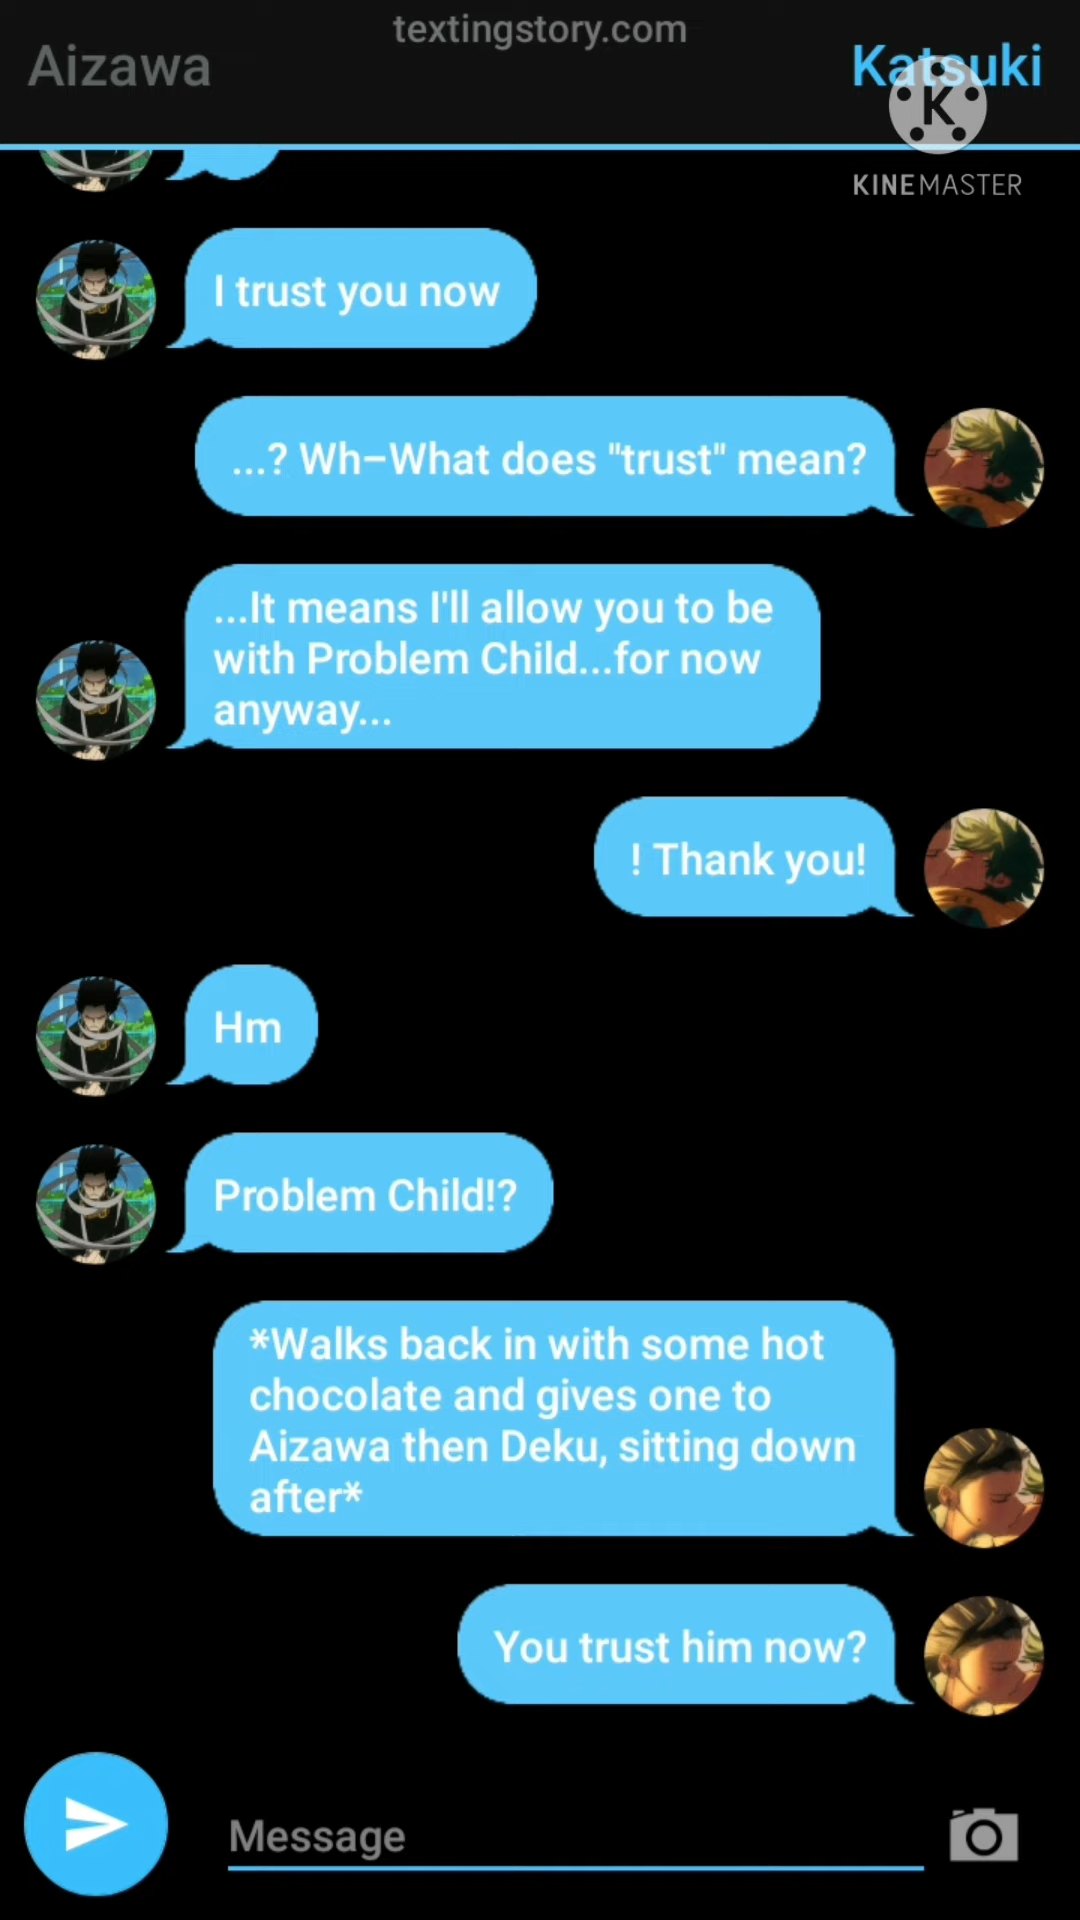 textingstory.com
Aizawa
Katsuki
K
KINEMASTER
I trust you now
...? Wh–What does "trust" mean?
...It means I'll allow you to be
with Problem Child...for now
anyway...
! Thank you!
Hm
Problem Child!?
*Walks back in with some hot
chocolate and gives one to
Aizawa then Deku, sitting down
after*
You trust him now?
Message